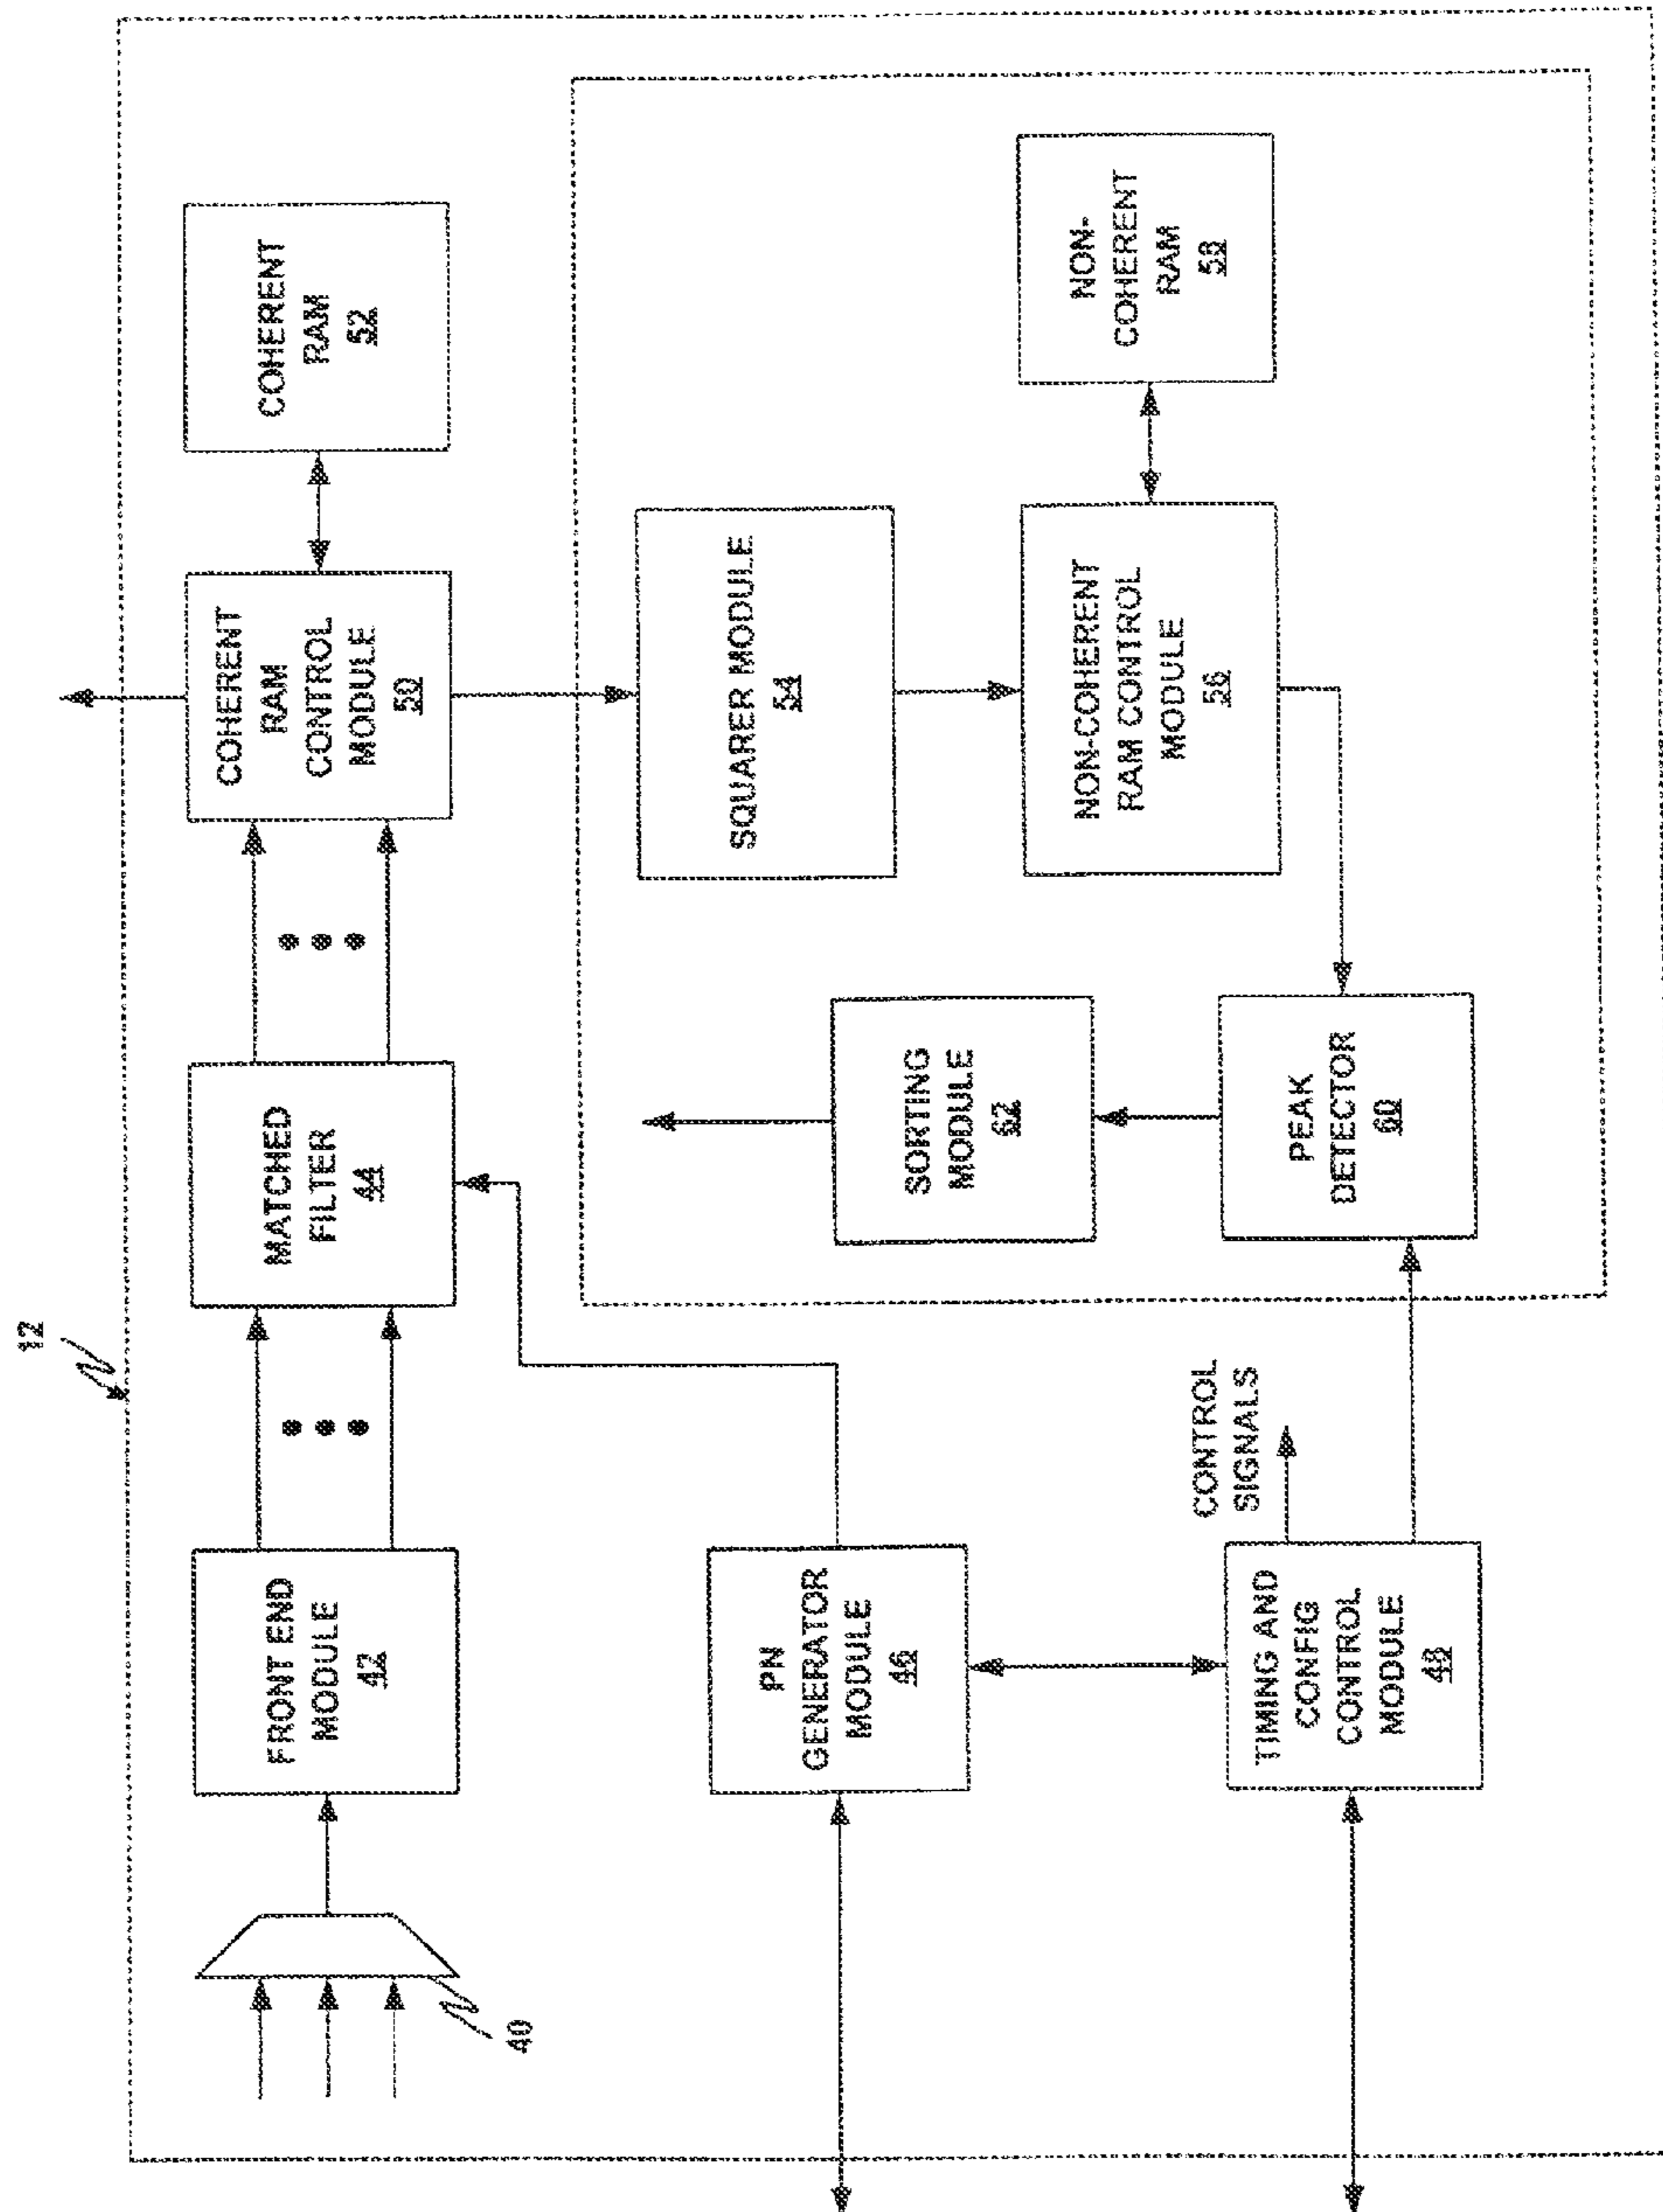 12
40
FRONT END
MODULE
42
MATCHED
FILTER
44
COHERENT
RAM
CONTROL
MODULE
50
COHERENT
RAM
52
PN
GENERATOR
MODULE
46
TIMING AND
CONFIG
CONTROL
MODULE
48
CONTROL
SIGNALS
SQUARER MODULE
54
NON-COHERENT
RAM CONTROL
MODULE
56
NON-
COHERENT
RAM
58
SORTING
MODULE
62
PEAK
DETECTOR
60